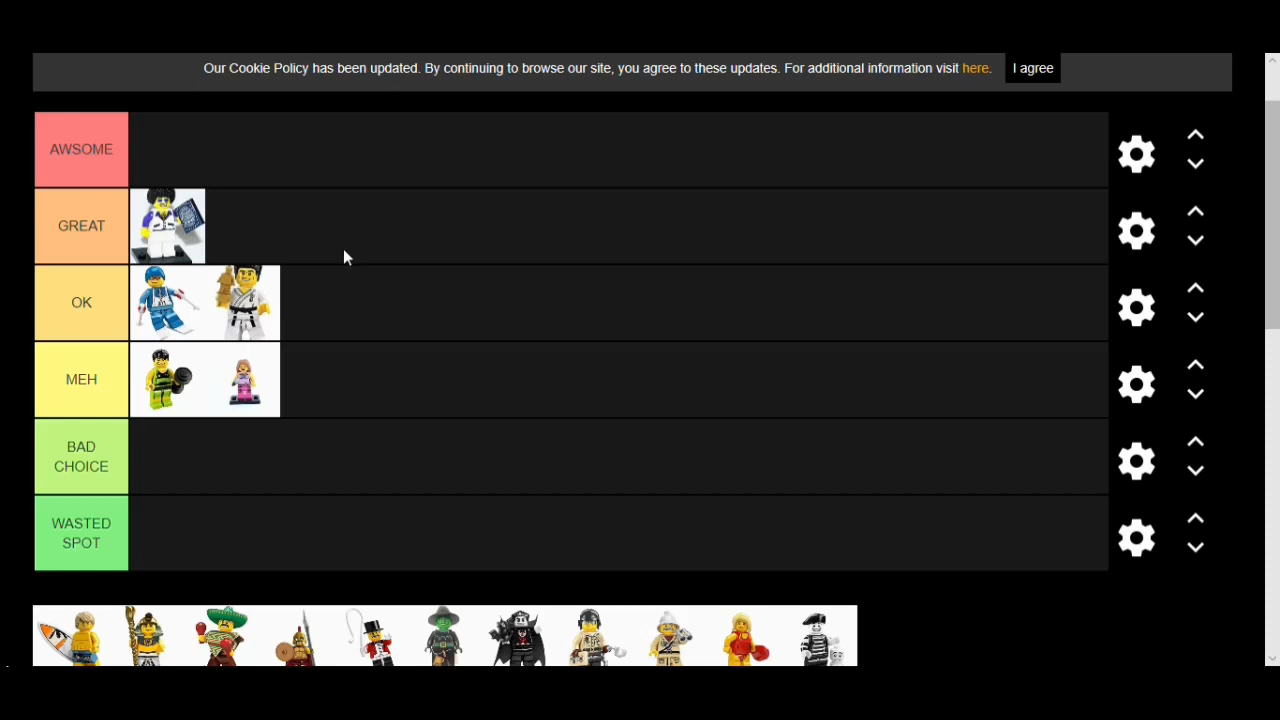 Our Cookie Policy has been updated. By continuing to browse our site, you agree to these updates. For additional information visit here. I agree
AWSOME
GREAT
OK
MEH
BAD
CHOICE
WASTED
SPOT